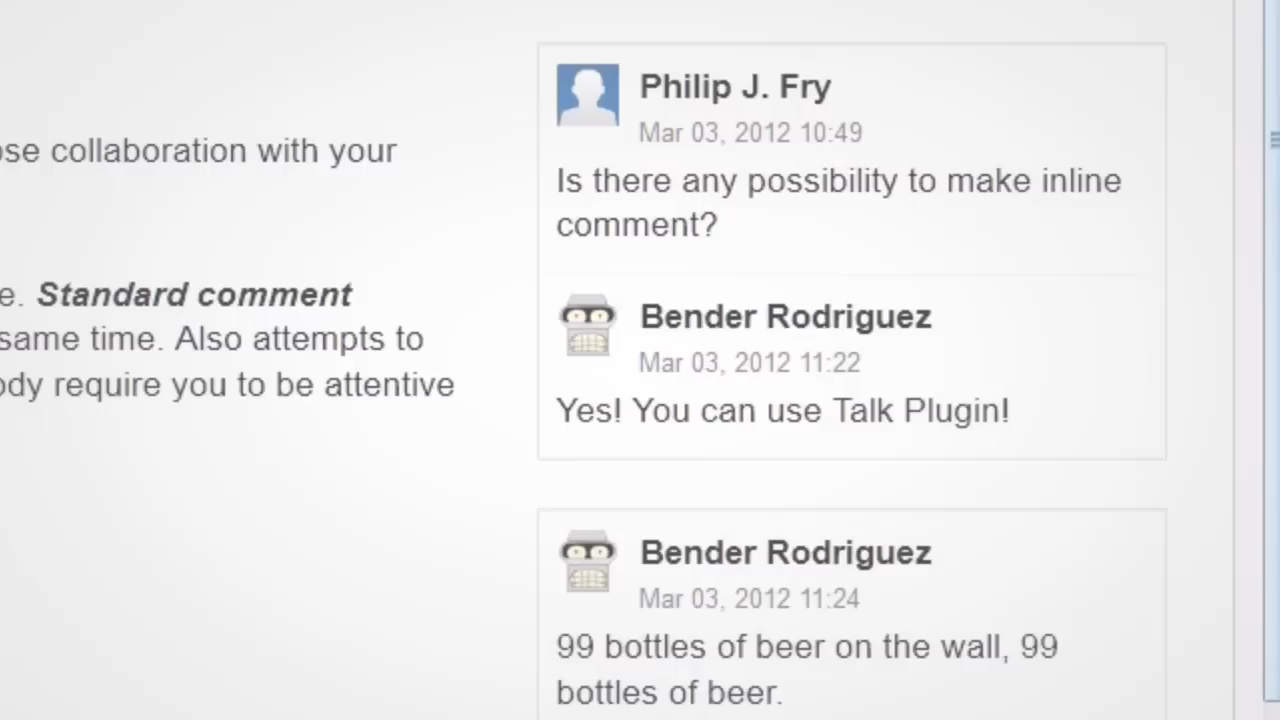 ose collaboration with your
e. Standard comment
same time. Also attempts to
ody require you to be attentive
Philip J. Fry
Mar 03, 2012 10:49
Is there any possibility to make inline
comment?
Bender Rodriguez
Mar 03, 2012 11:22
Yes! You can use Talk Plugin!
Bender Rodriguez
Mar 03, 2012 11:24
99 bottles of beer on the wall, 99
bottles of beer.